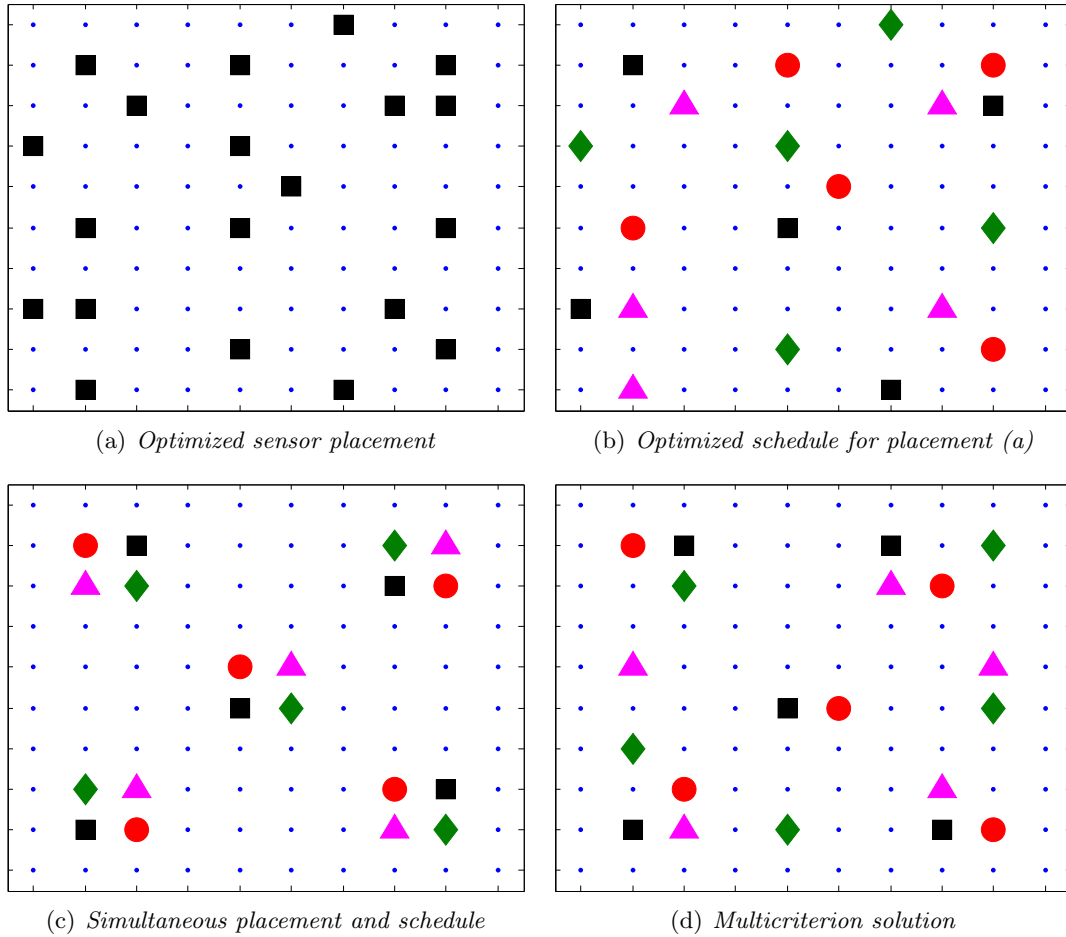 (a) Optimized sensor placement
(b) Optimized schedule for placement (a)
(c) Simultaneous placement and schedule
(d) Multicriterion solution